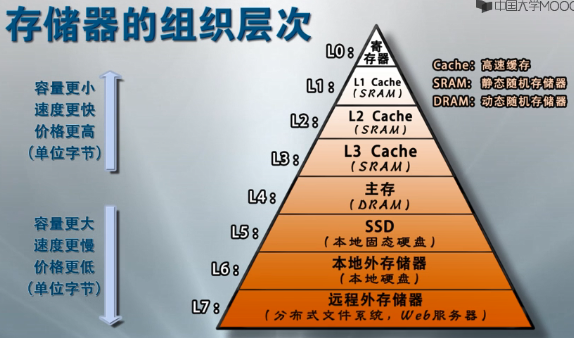 存储器的组织层次
中国大学MOOC
容量更小
速度更快
价格更高
(单位字节)
容量更大
速度更慢
价格更低
(单位字节)
L0:
寄
存器
L1:
L1 Cache
(SRAM)
L2:
L2 Cache
(SRAM)
L3:
L3 Cache
(SRAM)
L4:
主存
(DRAM)
L5:
SSD
(本地固态硬盘)
L6:
本地外存储器
(本地硬盘)
L7:
远程外存储器
(分布式文件系统，Web服务器)
Cache：高速缓存
SRAM：静态随机存储器
DRAM：动态随机存储器